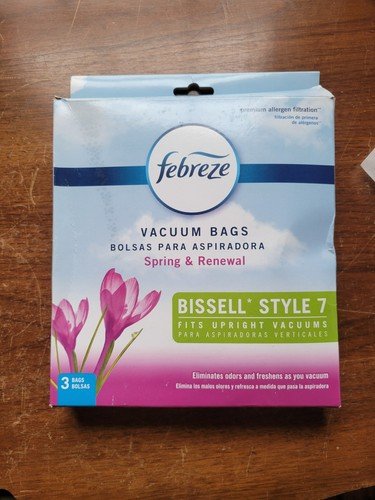 premium allergen filtration™
filtración de primera
de alérgenos™
febreze
VACUUM BAGS
BOLSAS PARA ASPIRADORA
Spring & Renewal
BISSELL* STYLE 7
FITS UPRIGHT VACUUMS
PARA ASPIRADORAS VERTICALES
Eliminates odors and freshens as you vacuum
Elimina los malos olores y refresca a medida que pasa la aspiradora
3 BAGS
BOLSAS